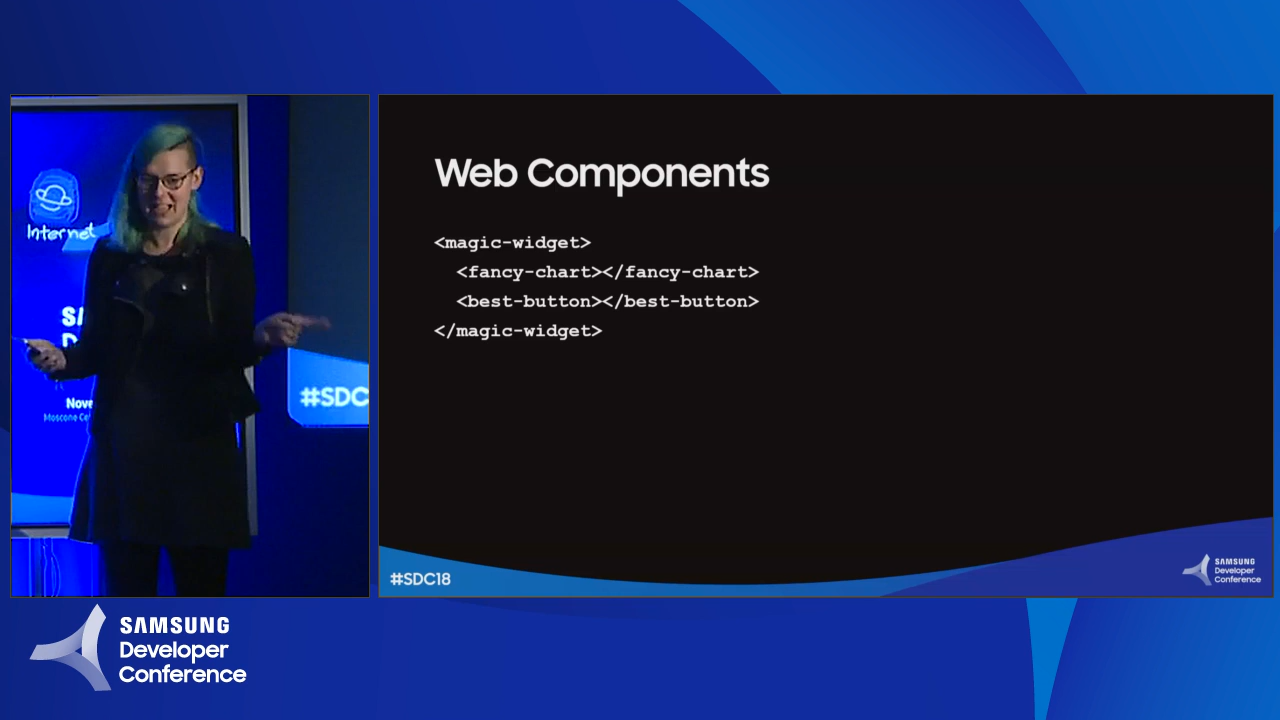 Internet
#SDC
Web Components
<magic-widget>
  <fancy-chart></fancy-chart>
  <best-button></best-button>
</magic-widget>
#SDC18
SAMSUNG
Developer
Conference
SAMSUNG
Developer
Conference